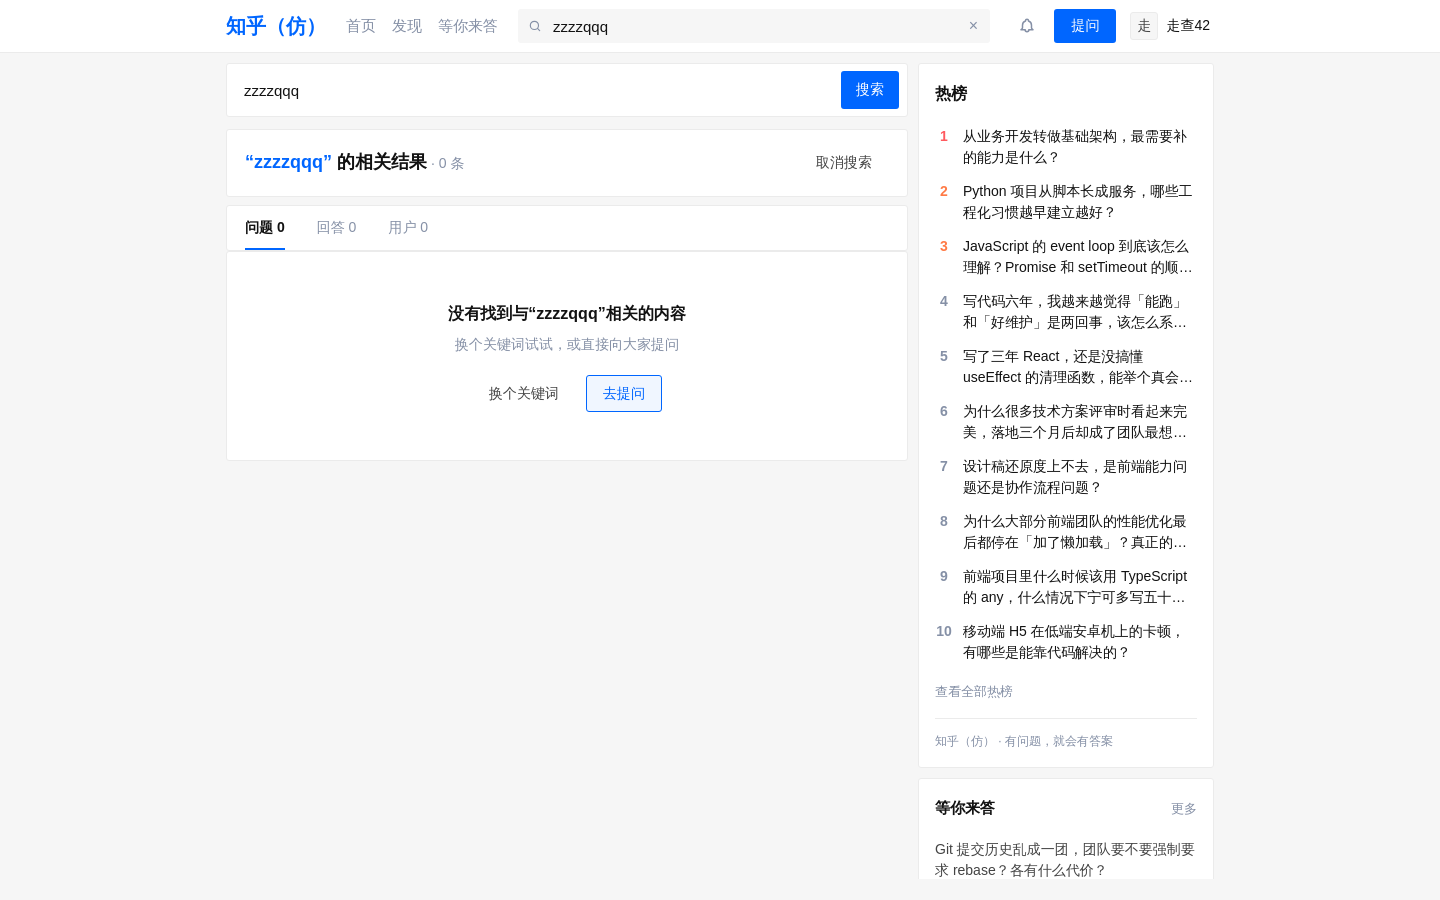 知乎（仿） 首页 发现 等你来答 zzzzqqq × 提问 走 走查42
zzzzqqq 搜索
“zzzzqqq” 的相关结果 · 0 条 取消搜索
问题 0 回答 0 用户 0
没有找到与“zzzzqqq”相关的内容
换个关键词试试，或直接向大家提问
换个关键词 去提问
热榜
1 从业务开发转做基础架构，最需要补
的能力是什么？
2 Python 项目从脚本长成服务，哪些工
程化习惯越早建立越好？
3 JavaScript 的 event loop 到底该怎么
理解？Promise 和 setTimeout 的顺…
4 写代码六年，我越来越觉得「能跑」
和「好维护」是两回事，该怎么系…
5 写了三年 React，还是没搞懂
useEffect 的清理函数，能举个真会…
6 为什么很多技术方案评审时看起来完
美，落地三个月后却成了团队最想…
7 设计稿还原度上不去，是前端能力问
题还是协作流程问题？
8 为什么大部分前端团队的性能优化最
后都停在「加了懒加载」？真正的…
9 前端项目里什么时候该用 TypeScript
的 any，什么情况下宁可多写五十…
10 移动端 H5 在低端安卓机上的卡顿，
有哪些是能靠代码解决的？
查看全部热榜
知乎（仿） · 有问题，就会有答案
等你来答 更多
Git 提交历史乱成一团，团队要不要强制要
求 rebase？各有什么代价？